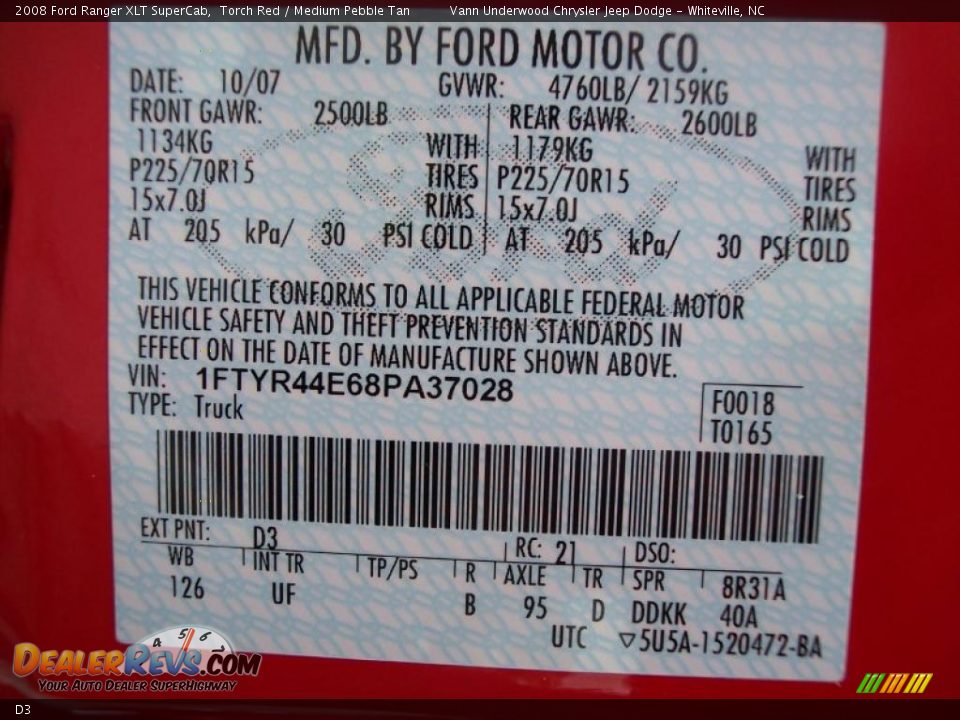 2008 Ford Ranger XLT SuperCab, Torch Red / Medium Pebble Tan Vann Underwood Chrysler Jeep Dodge - Whiteville, NC
MFD. BY FORD MOTOR CO.
DATE: 10/07 GVWR: 4760LB/ 2159KG
FRONT GAWR: 2500LB REAR GAWR: 2600LB
1134KG WITH 1179KG WITH
P225/70R15 TIRES P225/70R15 TIRES
15x7.0J RIMS 15x7.0J RIMS
AT 205 kPa/ 30 PSI COLD AT 205 kPa/ 30 PSI COLD
Ford
THIS VEHICLE CONFORMS TO ALL APPLICABLE FEDERAL MOTOR
VEHICLE SAFETY AND THEFT PREVENTION STANDARDS IN
EFFECT ON THE DATE OF MANUFACTURE SHOWN ABOVE.
VIN: 1FTYR44E68PA37028
TYPE: Truck F0018
T0165
EXT PNT: D3 RC: 21 DSO:
WB INT TR TP/PS R AXLE TR SPR 8R31A
126 UF B 95 D DDKK 40A
UTC ▽5U5A-1520472-BA
4 5 6
DEALERREVS.COM
YOUR AUTO DEALER SUPERHIGHWAY
D3